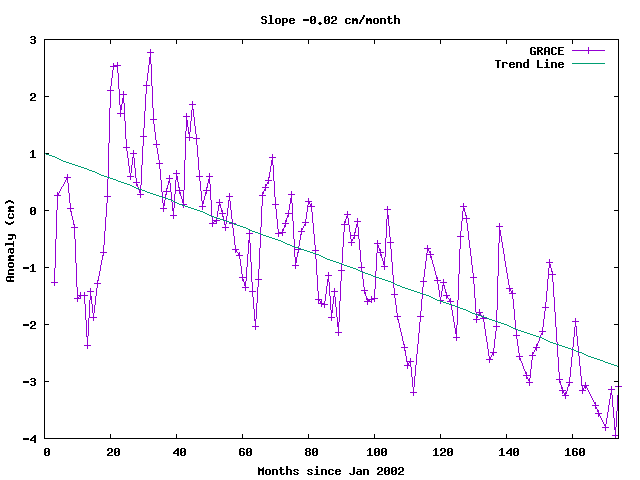 Slope -0.02 cm/month
GRACE
Trend Line
3
2
1
0
-1
-2
-3
-4
Anomaly (cm)
0 20 40 60 80 100 120 140 160
Months since Jan 2002